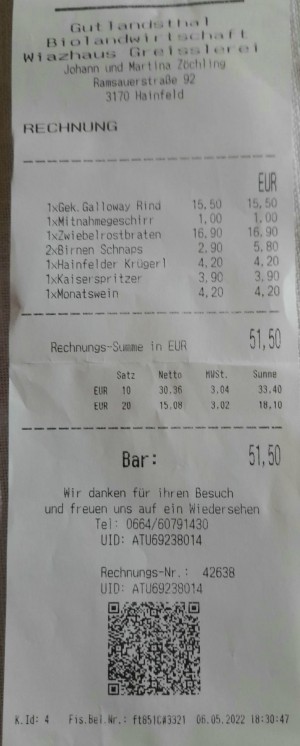 Gutlandsthal
Biolandwirtschaft
Wiazhaus Greisslerei
Johann und Martina Zöchling
Ramsauerstraße 92
3170 Hainfeld
RECHNUNG
EUR
1xGek.Galloway Rind 15,50 15,50
1xMitnahmegeschirr 1,00 1,00
1xZwiebelrostbraten 16,90 16,90
2xBirnen Schnaps 2,90 5,80
1xHainfelder Krügerl 4,20 4,20
1xKaiserspritzer 3,90 3,90
1xMonatswein 4,20 4,20
Rechnungs-Summe in EUR 51,50
Satz Netto MWSt. Summe
EUR 10 30.36 3.04 33,40
EUR 20 15.08 3.02 18,10
Bar: 51,50
Wir danken für ihren Besuch
und freuen uns auf ein Wiedersehen
Tel: 0664/60791430
UID: ATU69238014
Rechnungs-Nr.: 42638
UID: ATU69238014
K.Id: 4 Fis.Bel.Nr.: ft851C#3321 06.05.2022 18:30:47